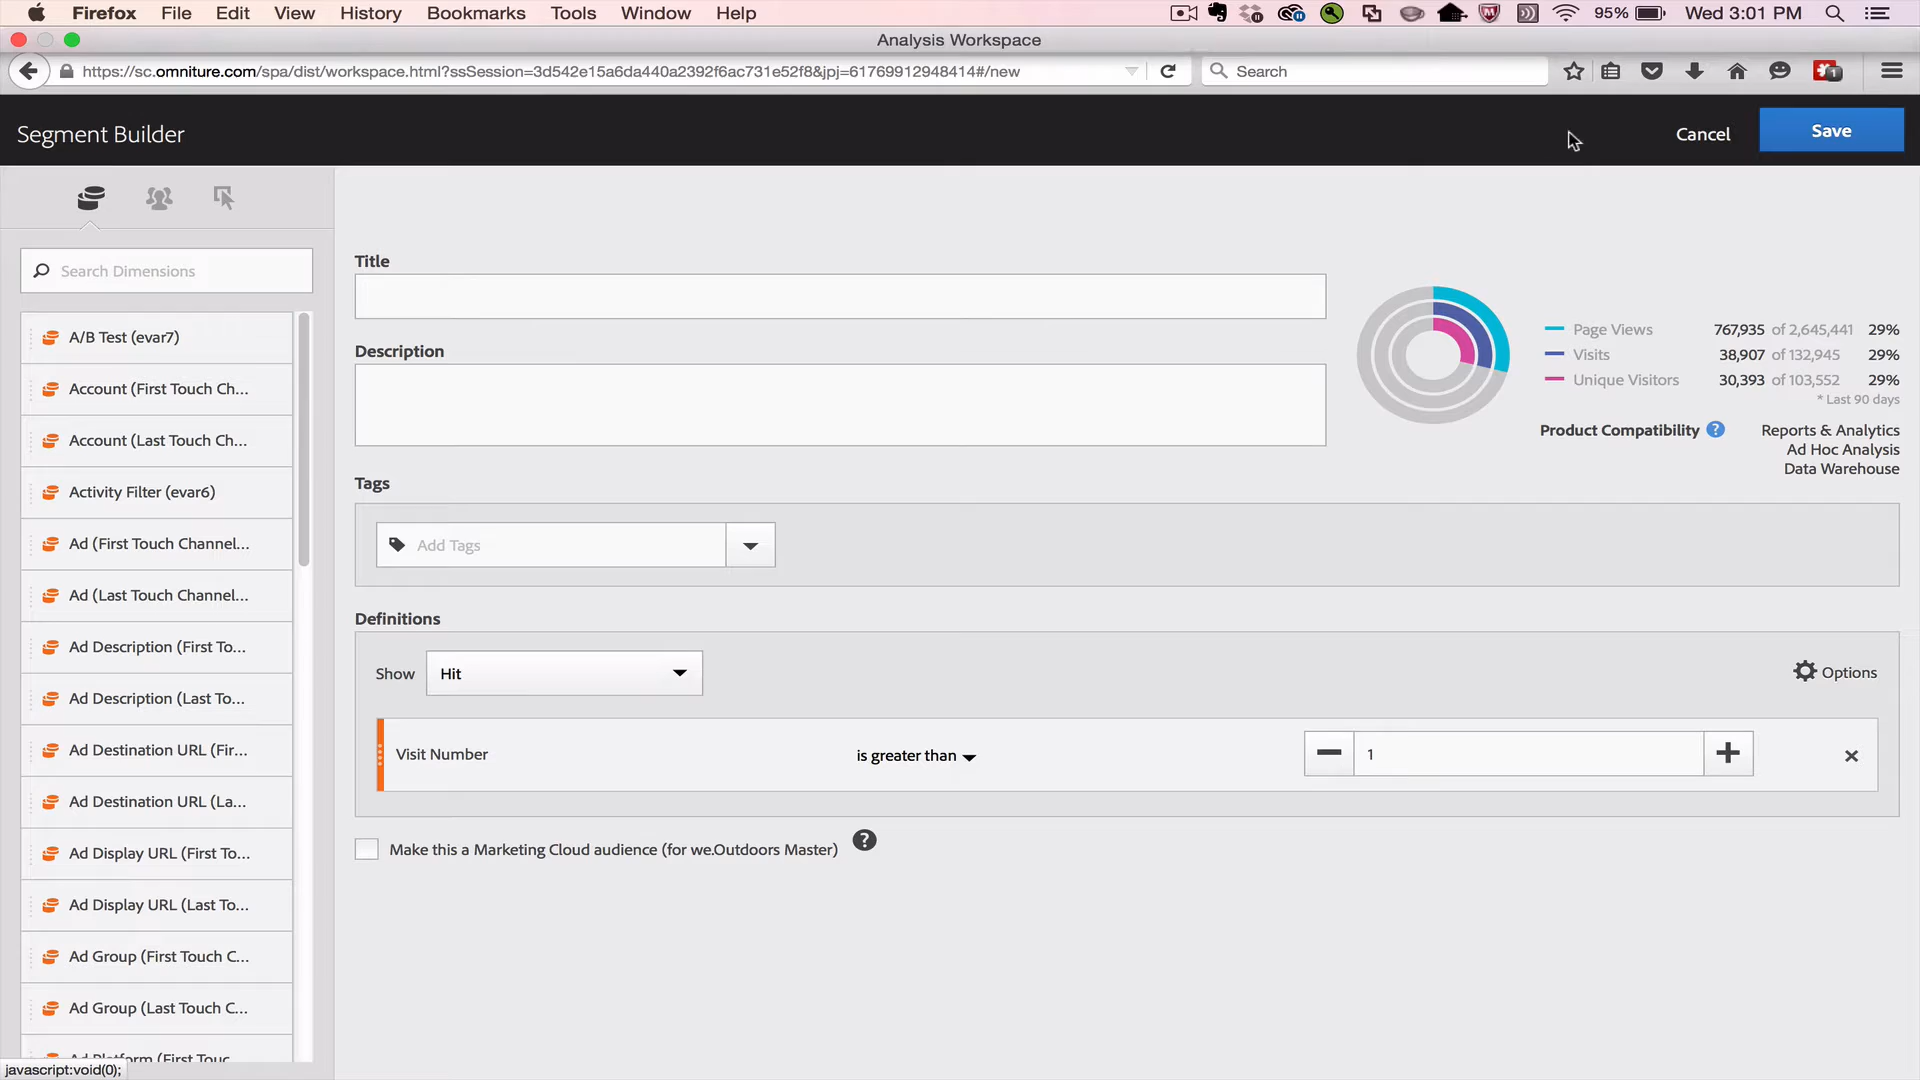 Firefox File Edit View History Bookmarks Tools Window Help 95% Wed 3:01 PM
Analysis Workspace
https://sc.omniture.com/spa/dist/workspace.html?ssSession=3d542e15a6da440a2392f6ac731e52f8&jpj=61769912948414#/new Search 1
Segment Builder Cancel Save
Search Dimensions
A/B Test (evar7)
Account (First Touch Ch...
Account (Last Touch Ch...
Activity Filter (evar6)
Ad (First Touch Channel...
Ad (Last Touch Channel...
Ad Description (First To...
Ad Description (Last To...
Ad Destination URL (Fir...
Ad Destination URL (La...
Ad Display URL (First To...
Ad Display URL (Last To...
Ad Group (First Touch C...
Ad Group (Last Touch C...
Ad Platform (First Touc
javascript:void(0);
Title
Description
Page Views 767,935 of 2,645,441 29%
Visits 38,907 of 132,945 29%
Unique Visitors 30,393 of 103,552 29%
* Last 90 days
Product Compatibility ? Reports & Analytics
Ad Hoc Analysis
Data Warehouse
Tags
Add Tags
Definitions
Show Hit Options
Visit Number is greater than 1
Make this a Marketing Cloud audience (for we.Outdoors Master) ?